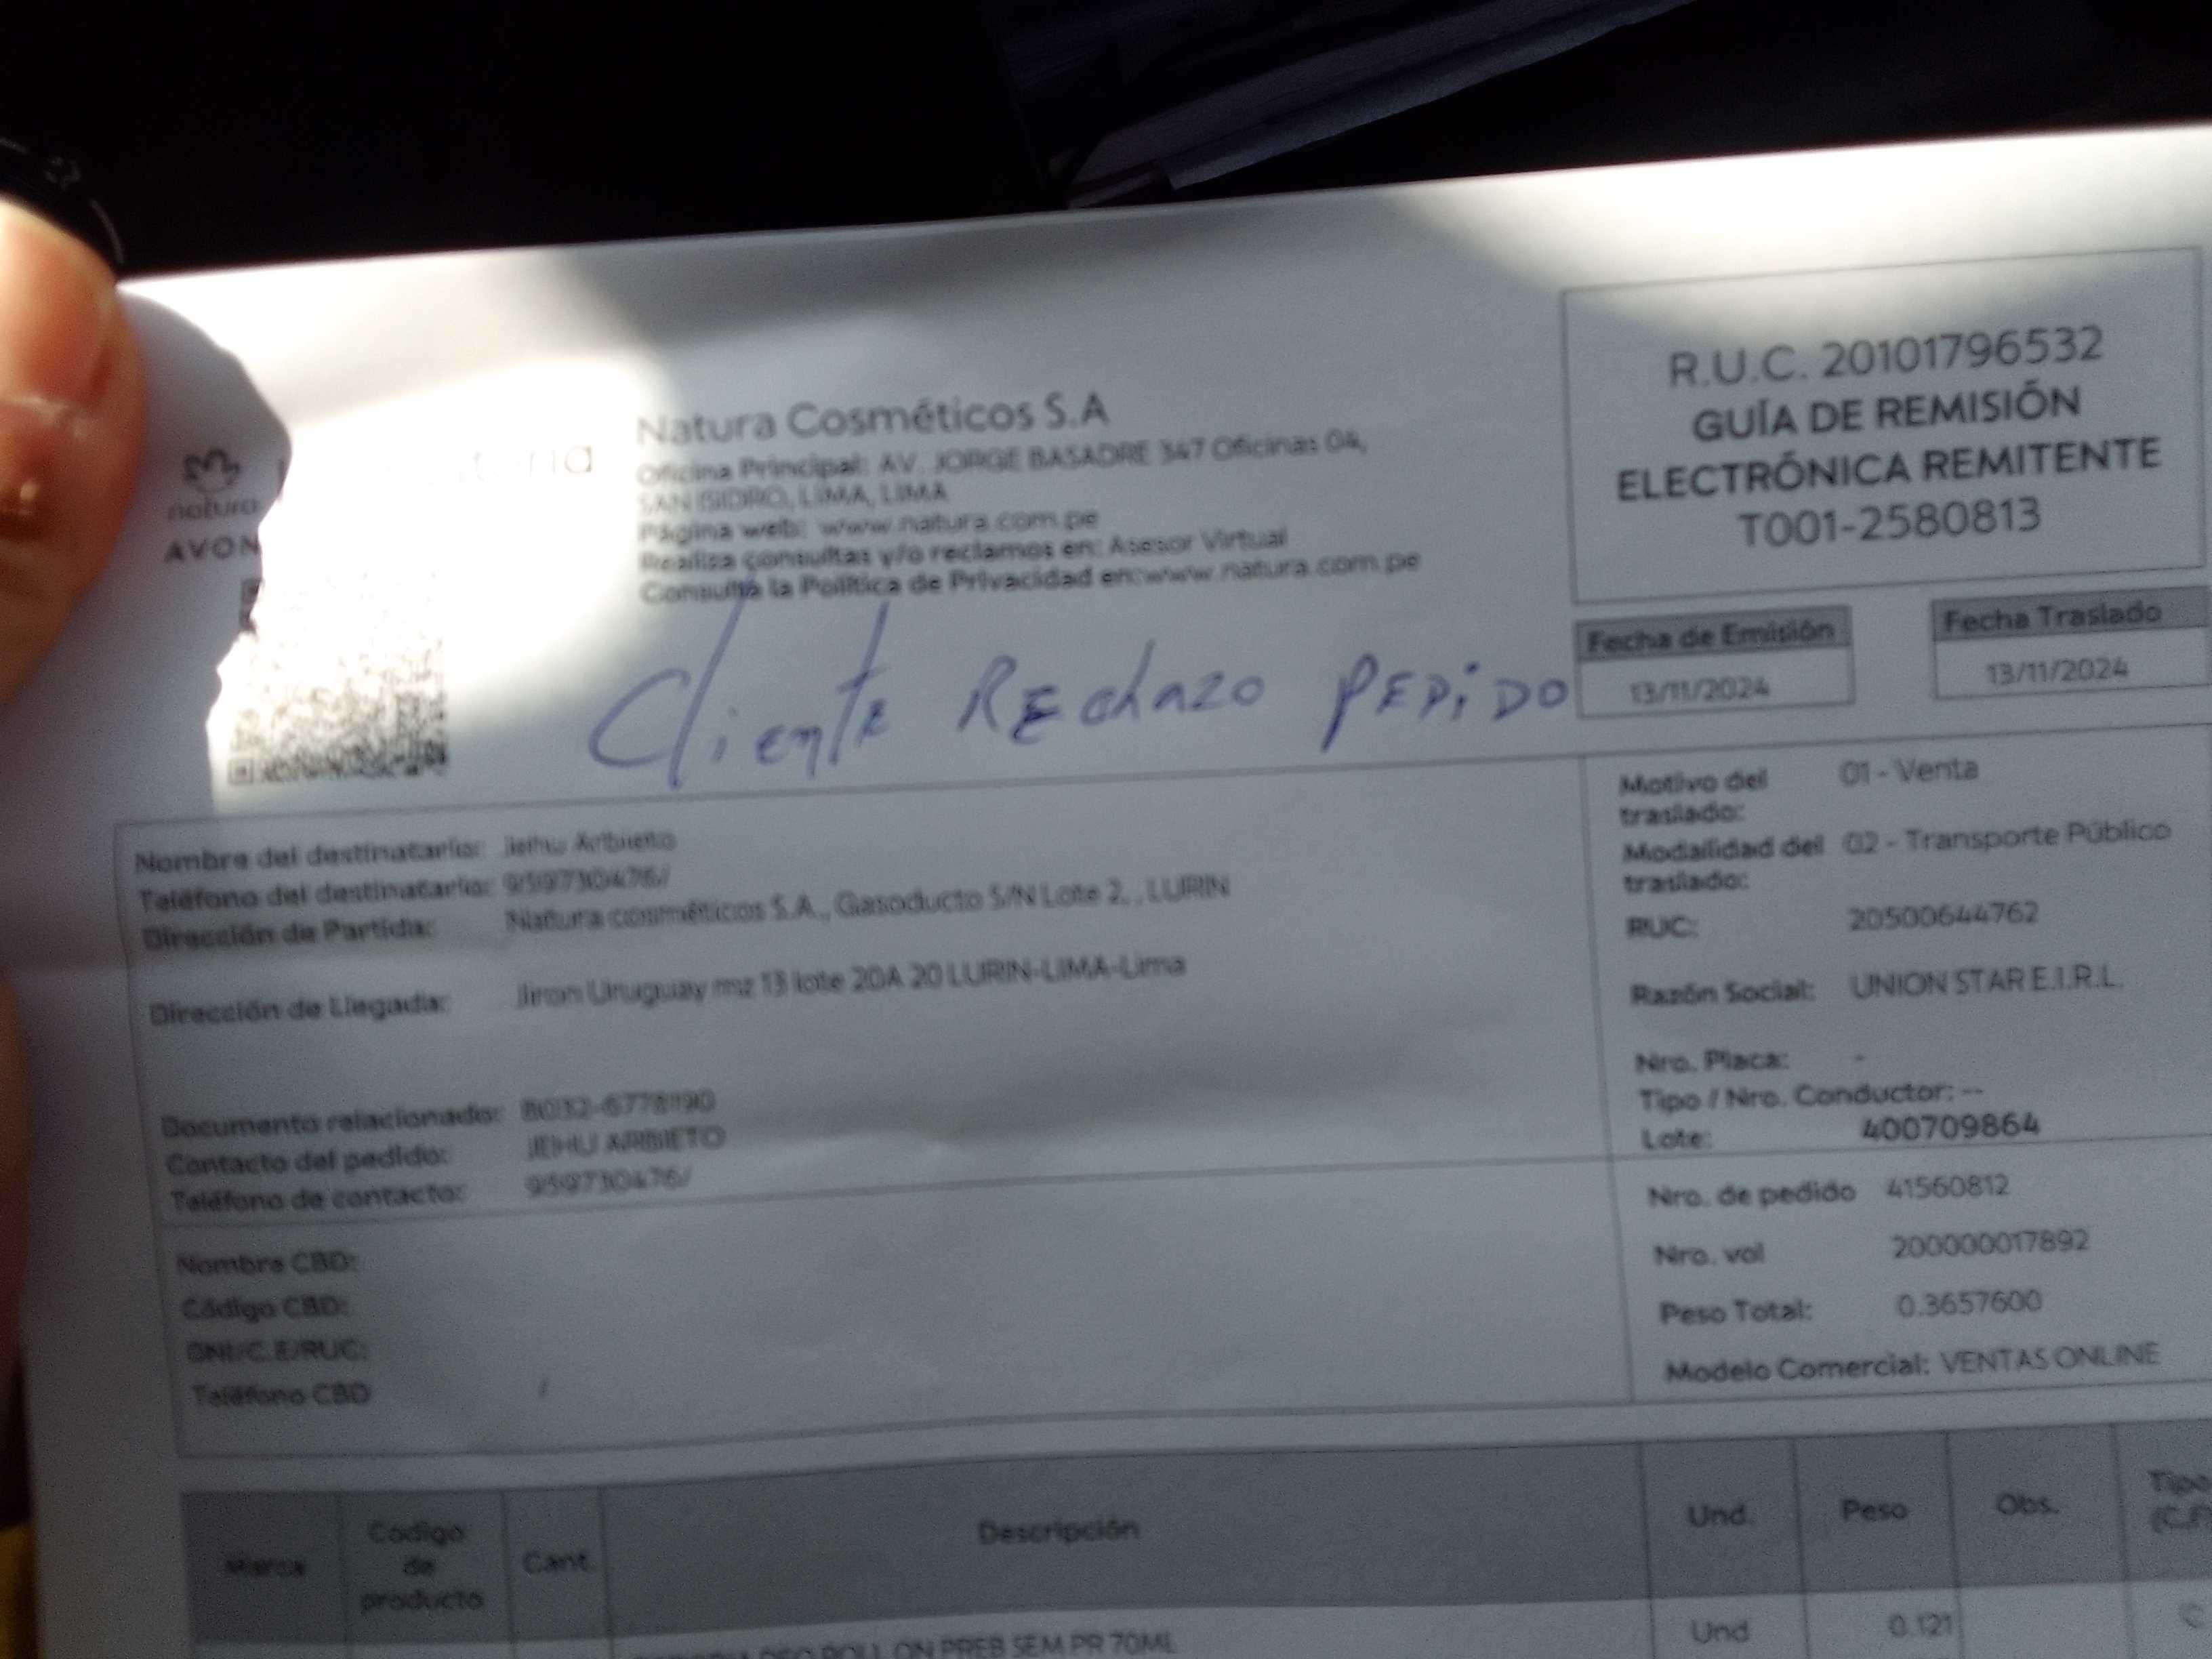 natura
AVON
Natura Cosméticos S.A
Oficina Principal: AV. JORGE BASADRE 347 Oficinas 04,
SAN ISIDRO, LIMA, LIMA
Página web: www.natura.com.pe
Realiza consultas y/o reclamos en: Asesor Virtual
Consulta la Política de Privacidad en:www.natura.com.pe
R.U.C. 20101796532
GUÍA DE REMISIÓN
ELECTRÓNICA REMITENTE
T001-2580813
Cliente Rechazo PEDiDO
Fecha de Emisión
13/11/2024
Fecha Traslado
13/11/2024
Nombre del destinatario: Jiehu Arbieto
Teléfono del destinatario: 959730476/
Dirección de Partida: Natura cosméticos S.A., Gasoducto S/N Lote 2, , LURIN
Dirección de Llegada: Jiron Uruguay mz 13 lote 20A 20 LURIN-LIMA-Lima
Documento relacionado:
Contacto del pedido: JEHU ARBIETO
Teléfono de contacto: 959730476/
Nombre CBD:
Código CBD:
DNI/C.E/RUC:
Teléfono CBD /
Motivo del traslado: 01 - Venta
Modalidad del traslado: 02 - Transporte Público
RUC: 20500644762
Razón Social: UNION STAR E.I.R.L.
Nro. Placa: -
Tipo / Nro. Conductor: --
Lote: 400709864
Nro. de pedido 41560812
Nro. vol 200000017892
Peso Total: 0.3657600
Modelo Comercial: VENTAS ONLINE
Marca
Codigo de producto
Cant.
Descripción
Und.
Peso
Obs.
Tipo
ROLL ON PREB SEM PR 70ML
Und
0.121
C